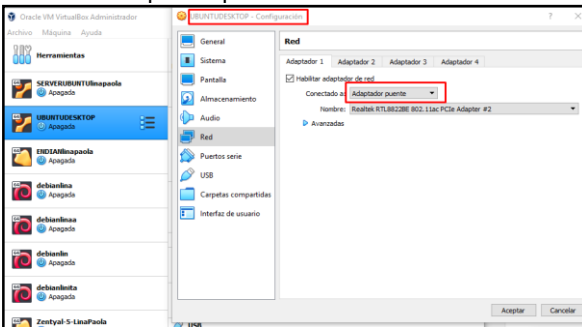 Oracle VM VirtualBox Administrador
Archivo Máquina Ayuda
Herramientas
SERVERUBUNTULinapaola
Apagada
UBUNTUDESKTOP
Apagada
ENDIANlinapaola
Apagada
debianlina
Apagada
debianlinaa
Apagada
debianlin
Apagada
debianlinita
Apagada
Zentyal-5-LinaPaola
UBUNTUDESKTOP - Configuración
General
Sistema
Pantalla
Almacenamiento
Audio
Red
Puertos serie
USB
Carpetas compartidas
Interfaz de usuario
Red
Adaptador 1 Adaptador 2 Adaptador 3 Adaptador 4
Habilitar adaptador de red
Conectado a: Adaptador puente
Nombre: Realtek RTL8822BE 802.11ac PCIe Adapter #2
Avanzadas
Aceptar Cancelar
USB